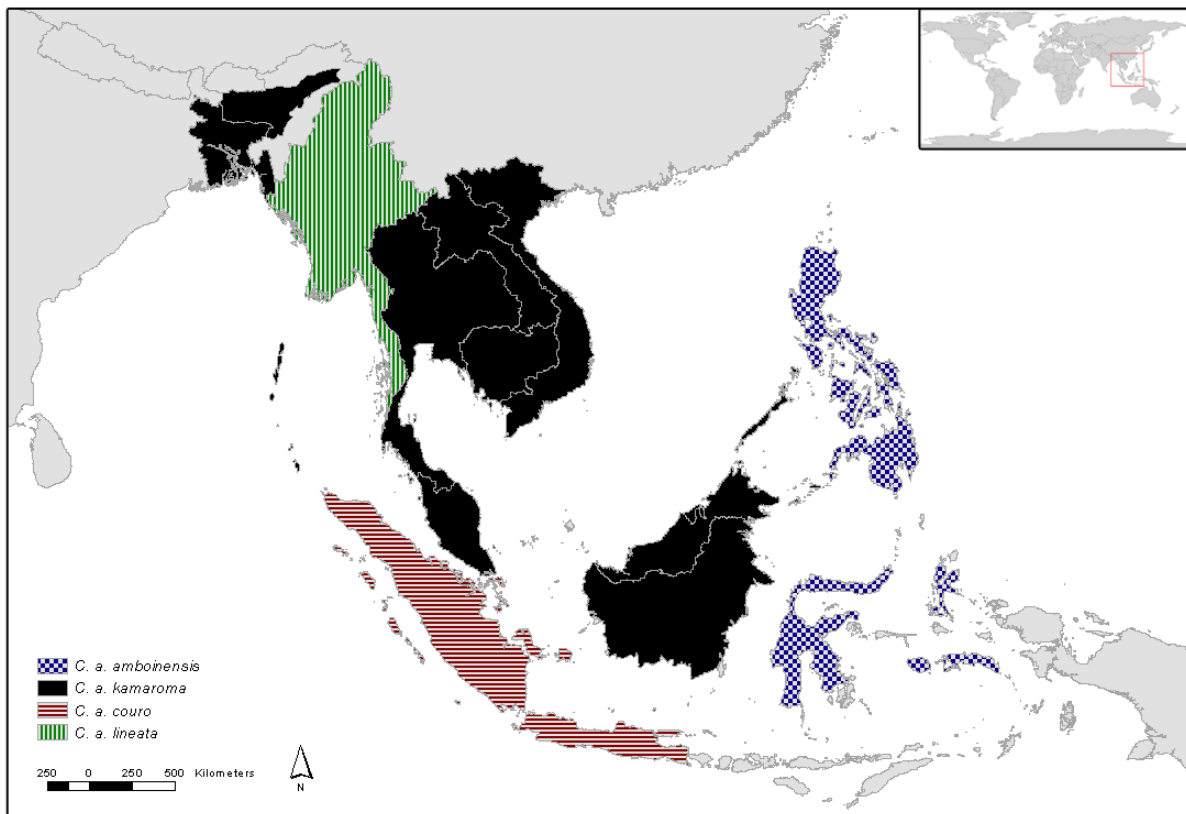 C. a. amboinensis
C. a. kamaroma
C. a. couro
C. a. lineata
250 0 250 500 Kilometers
N